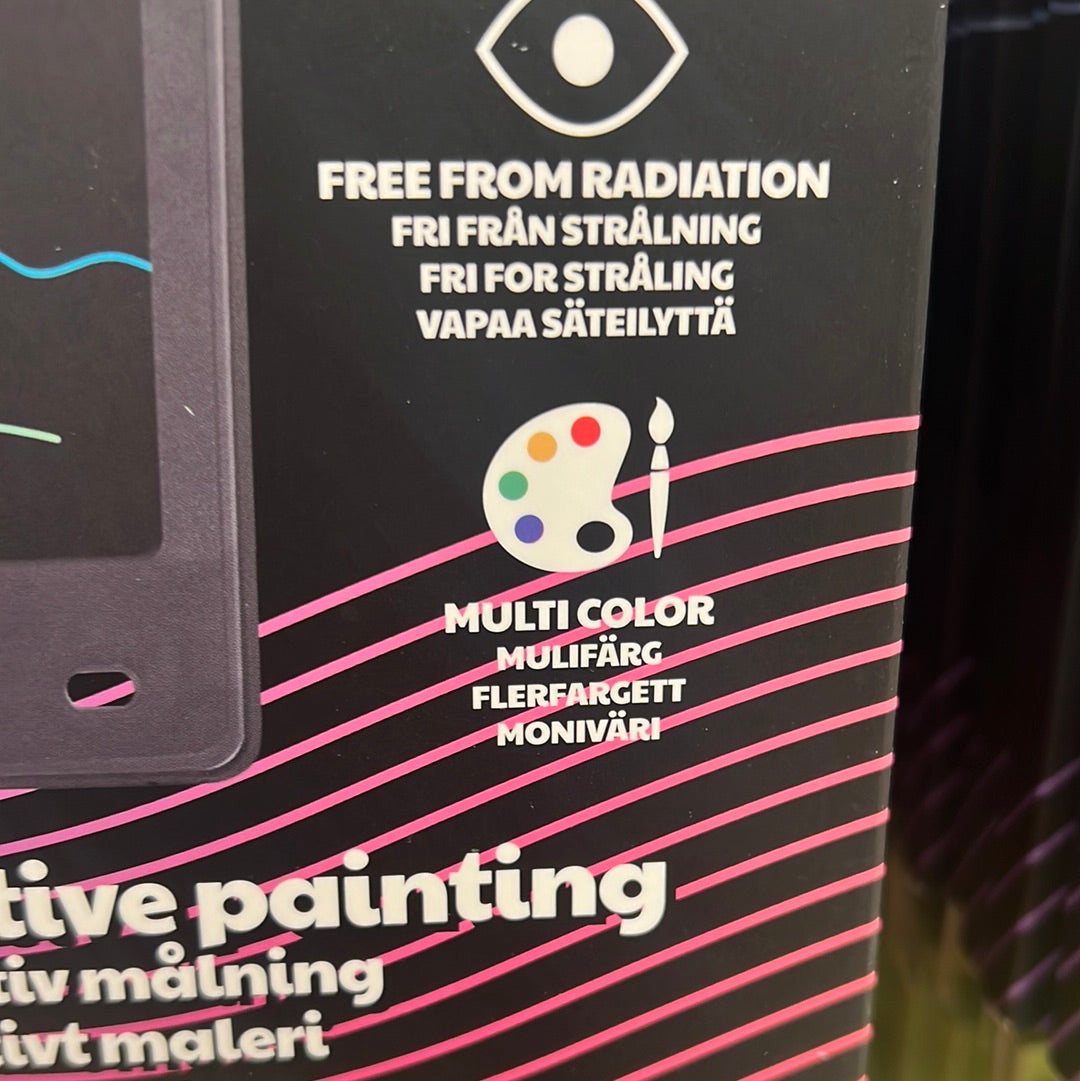 FREE FROM RADIATION
FRI FRÅN STRÅLNING
FRI FOR STRÅLING
VAPAA SÄTEILYTTÄ
MULTI COLOR
MULIFÄRG
FLERFARGETT
MONIVÄRI
tive painting
tiv målning
tivt maleri